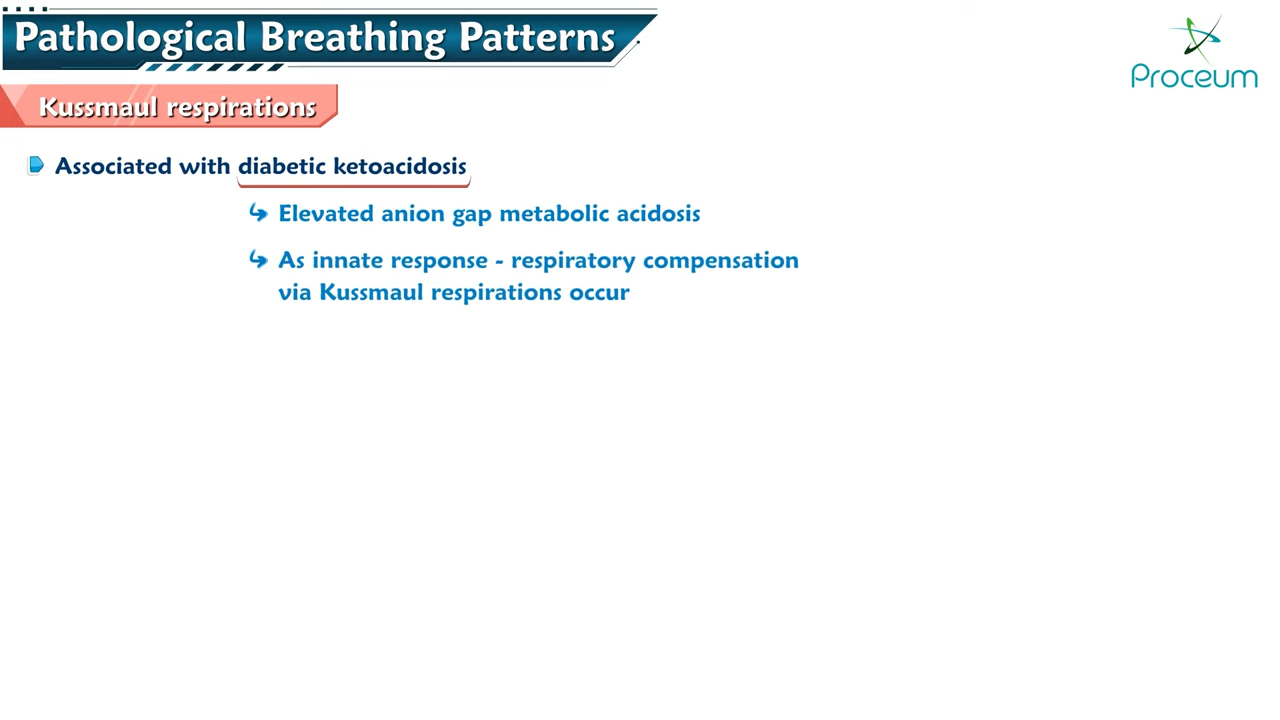 Pathological Breathing Patterns
Proceum
Kussmaul respirations
Associated with diabetic ketoacidosis
Elevated anion gap metabolic acidosis
As innate response - respiratory compensation
via Kussmaul respirations occur